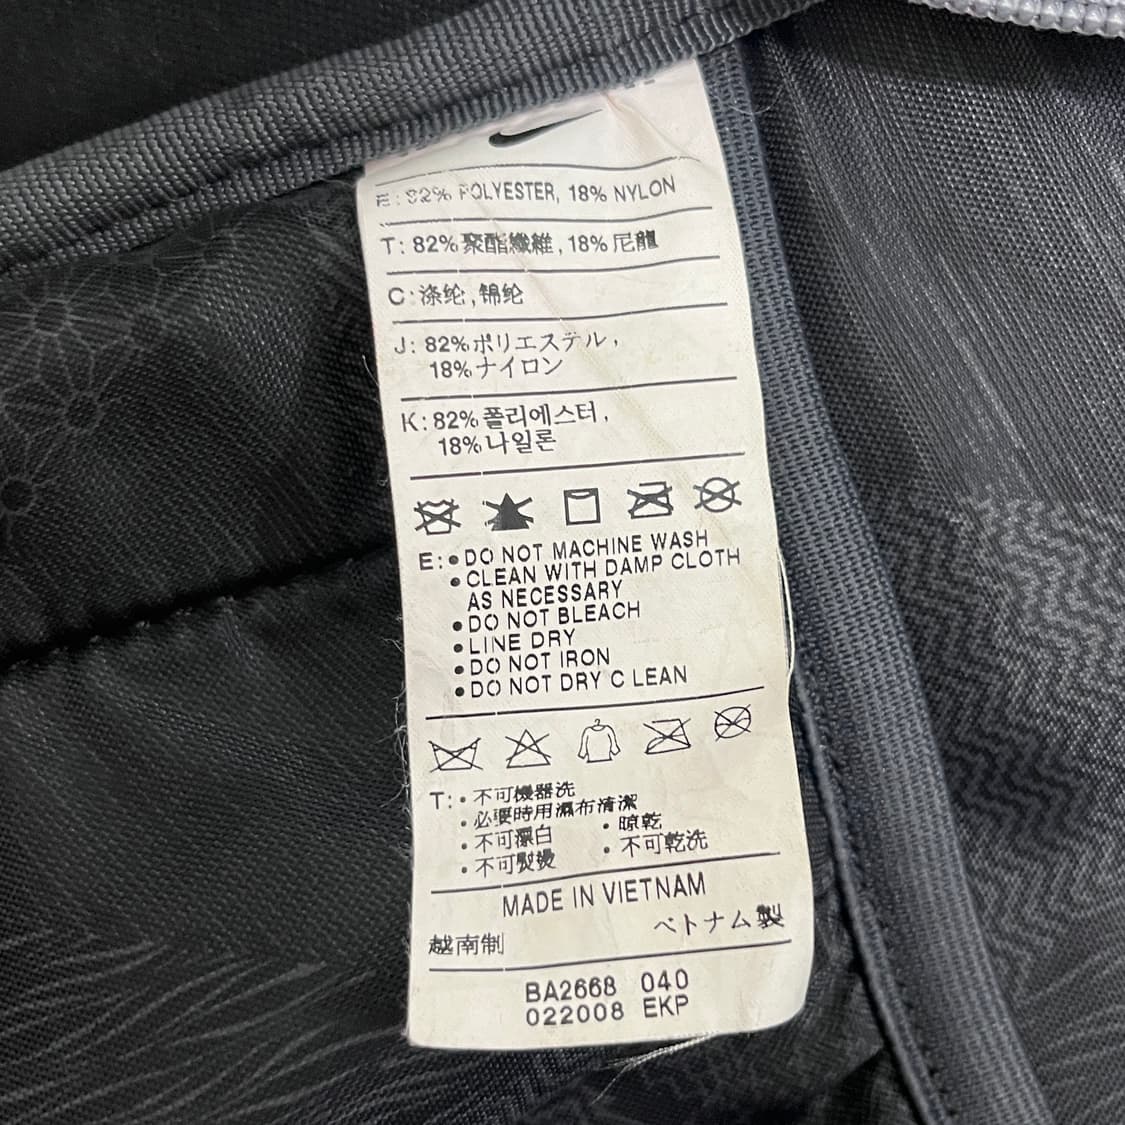 E: 82% POLYESTER, 18% NYLON
T: 82% 聚酯纖維, 18% 尼龍
C: 涤纶, 锦纶
J: 82% ポリエステル,
18% ナイロン
K: 82% 폴리에스터,
18% 나일론
E: • DO NOT MACHINE WASH
• CLEAN WITH DAMP CLOTH
AS NECESSARY
• DO NOT BLEACH
• LINE DRY
• DO NOT IRON
• DO NOT DRY C LEAN
T: • 不可機器洗
• 必要時用濕布清潔
• 不可漂白 • 晾乾
• 不可熨燙 • 不可乾洗
MADE IN VIETNAM
ベトナム製
越南制
BA2668 040
022008 EKP